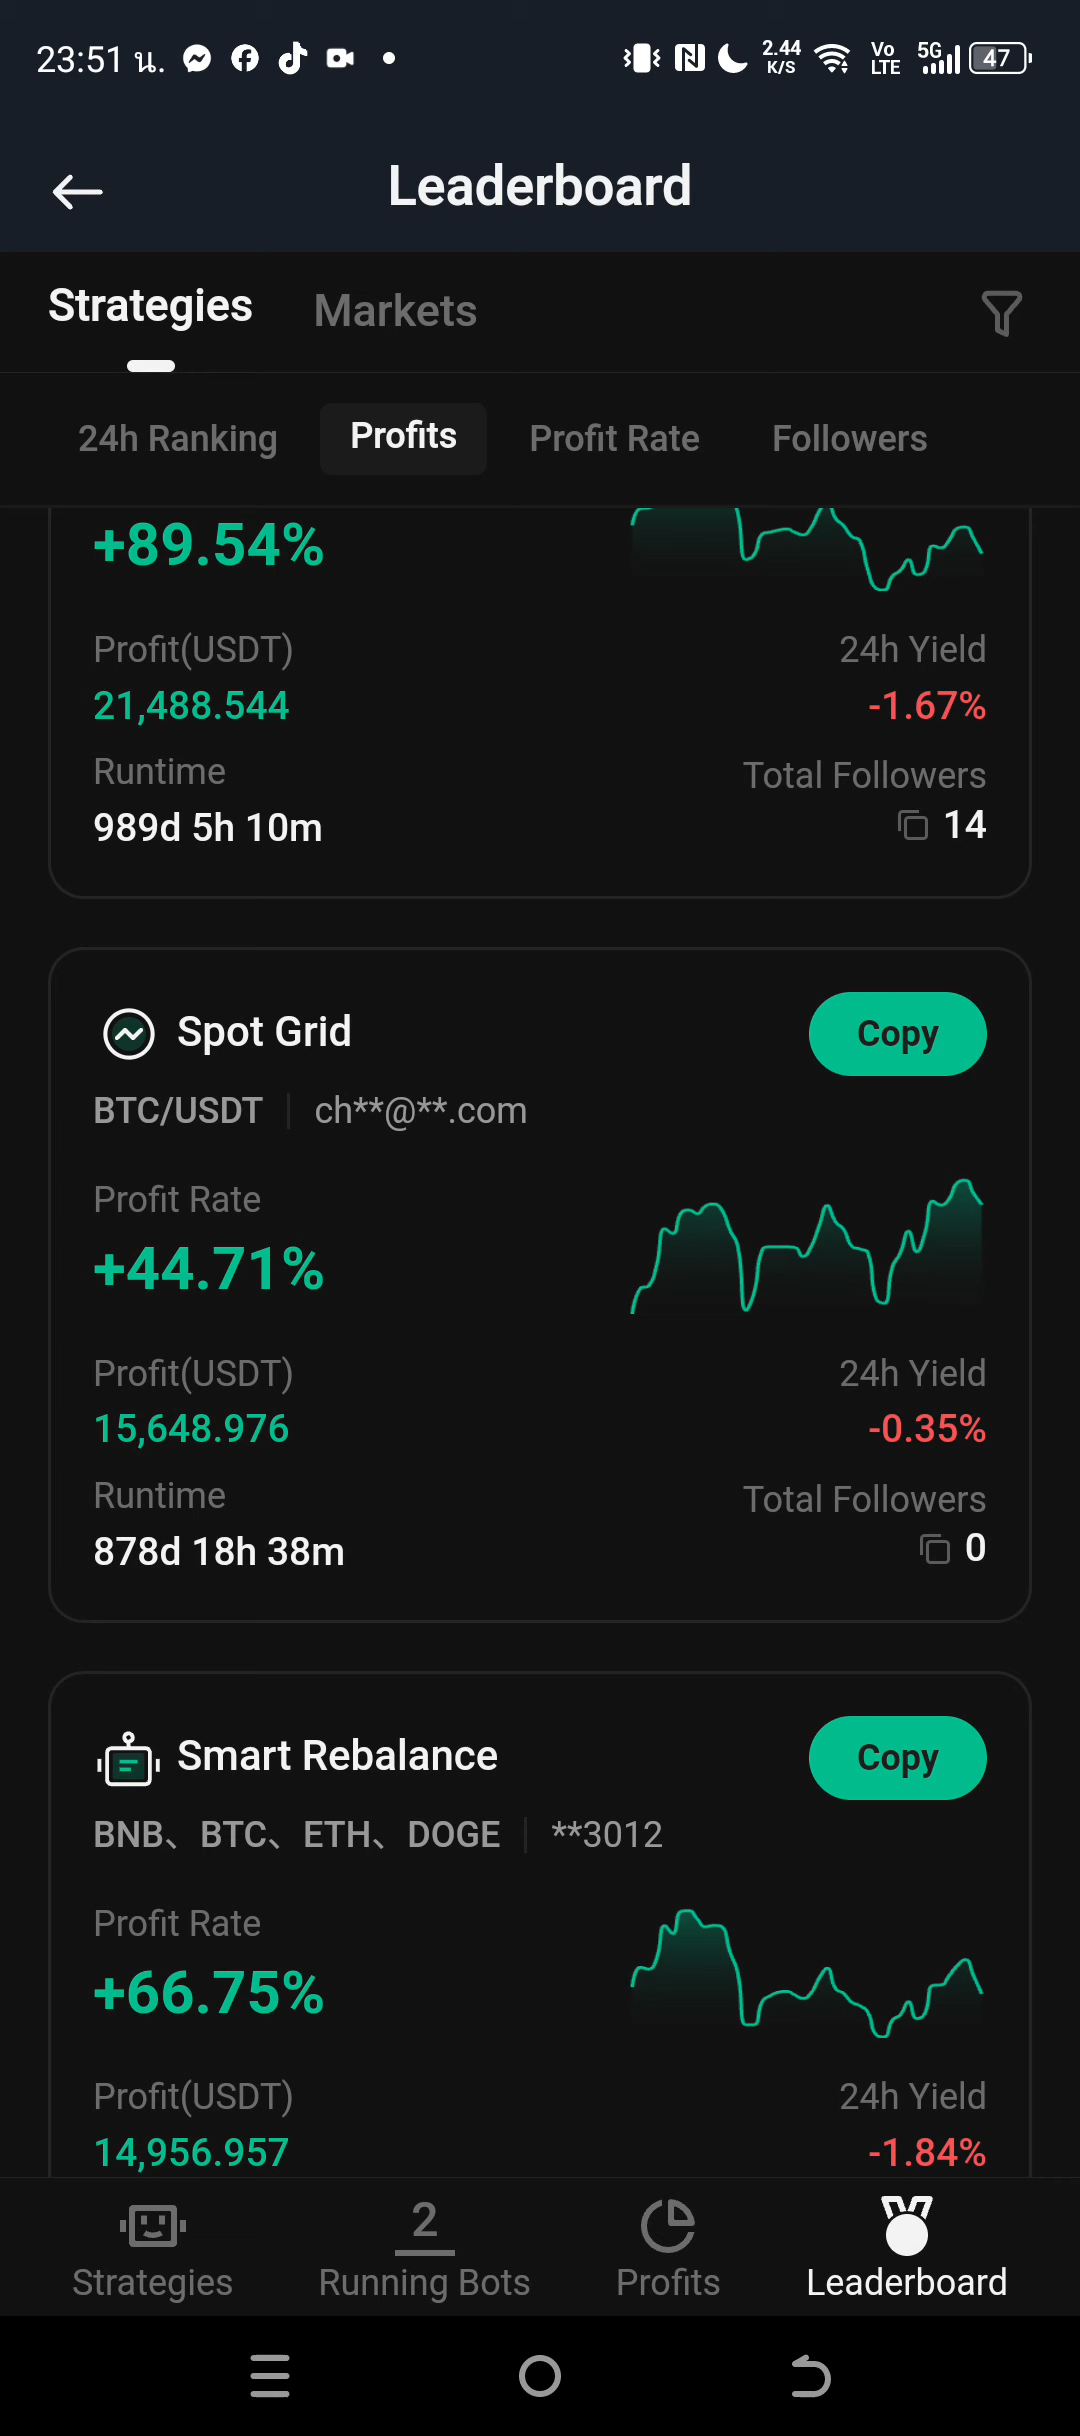 23:51 น.
2.44 K/S
Vo LTE
5G
47
Leaderboard
Strategies Markets
24h Ranking Profits Profit Rate Followers
+89.54%
Profit(USDT) 24h Yield
21,488.544 -1.67%
Runtime Total Followers
989d 5h 10m 14
Spot Grid Copy
BTC/USDT ch**@**.com
Profit Rate
+44.71%
Profit(USDT) 24h Yield
15,648.976 -0.35%
Runtime Total Followers
878d 18h 38m 0
Smart Rebalance Copy
BNB、BTC、ETH、DOGE **3012
Profit Rate
+66.75%
Profit(USDT) 24h Yield
14,956.957 -1.84%
2
Strategies Running Bots Profits Leaderboard